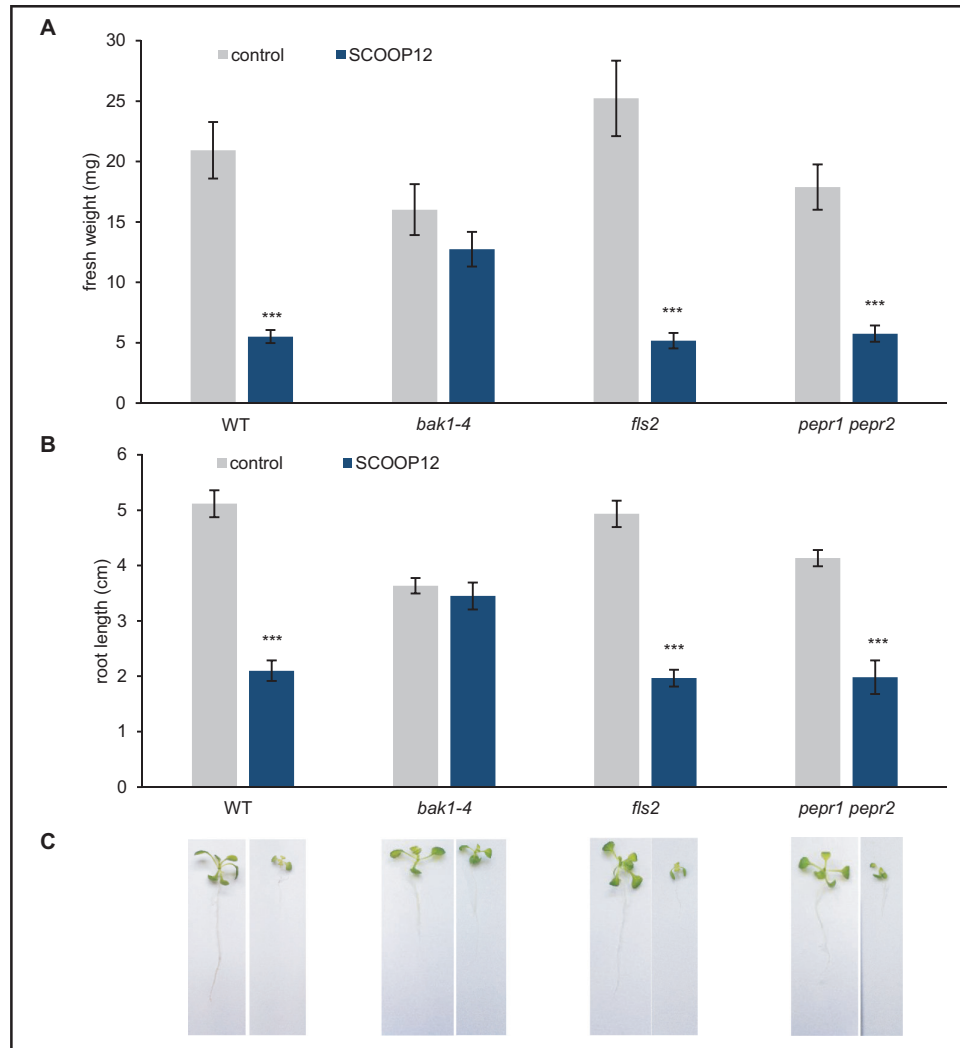 A
30
control SCOOP12
25
20
15
10
5
0
fresh weight (mg)
***
***
***
WT bak1-4 fls2 pepr1 pepr2
B
6
control SCOOP12
5
4
3
2
1
0
root length (cm)
***
***
***
WT bak1-4 fls2 pepr1 pepr2
C